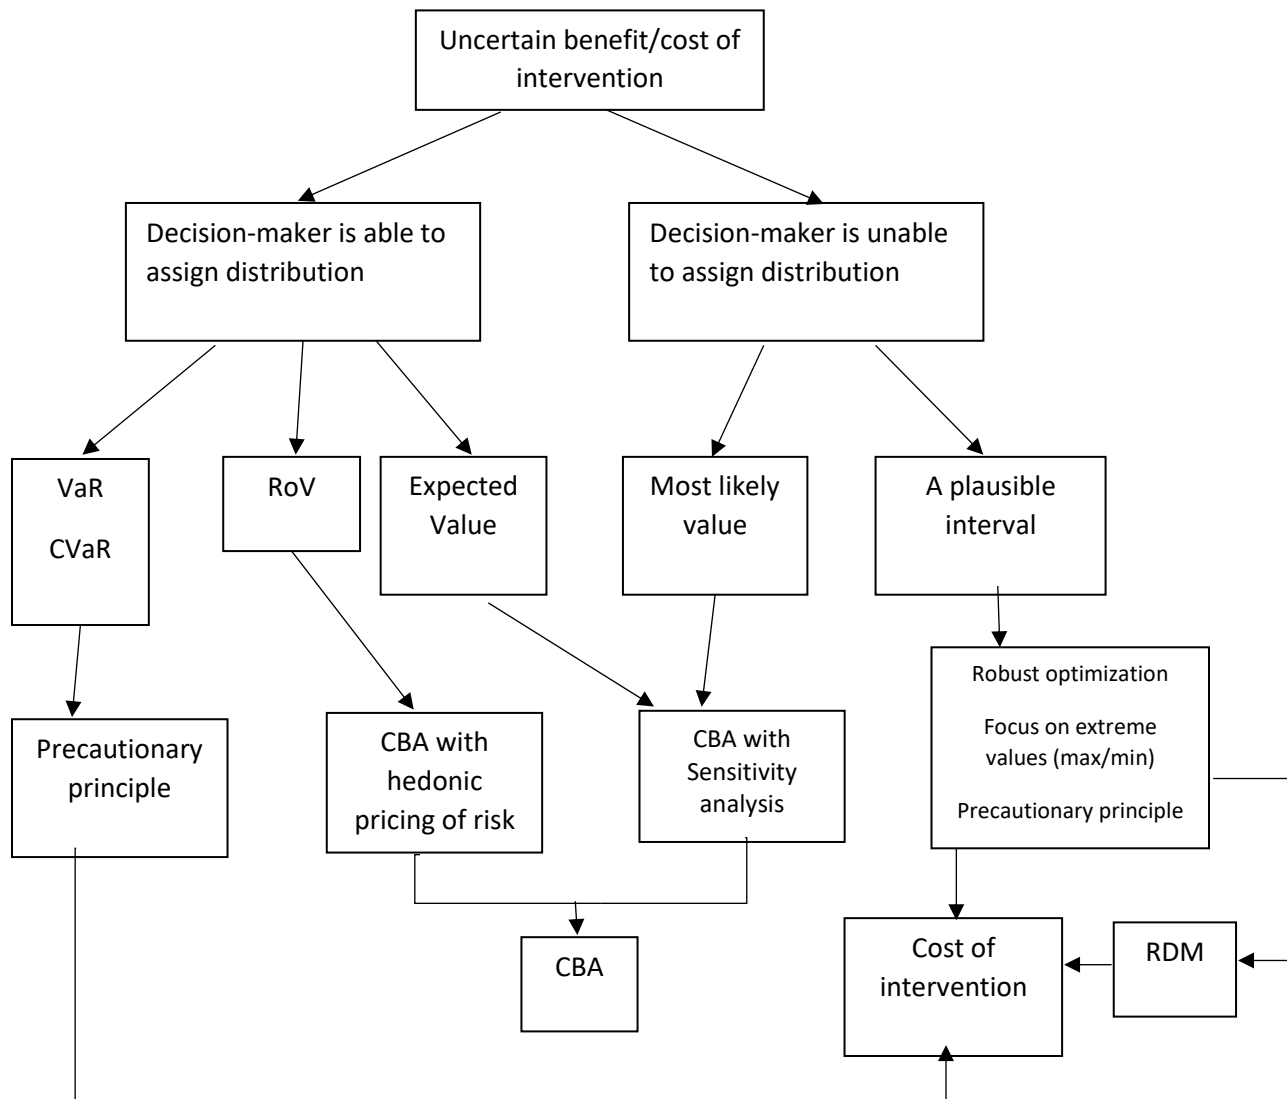 Uncertain benefit/cost of
intervention
Decision-maker is able to
assign distribution
Decision-maker is unable
to assign distribution
VaR
CVaR
RoV
Expected
Value
Most likely
value
A plausible
interval
Precautionary
principle
CBA with
hedonic
pricing of risk
CBA with
Sensitivity
analysis
Robust optimization
Focus on extreme
values (max/min)
Precautionary principle
CBA
Cost of
intervention
RDM